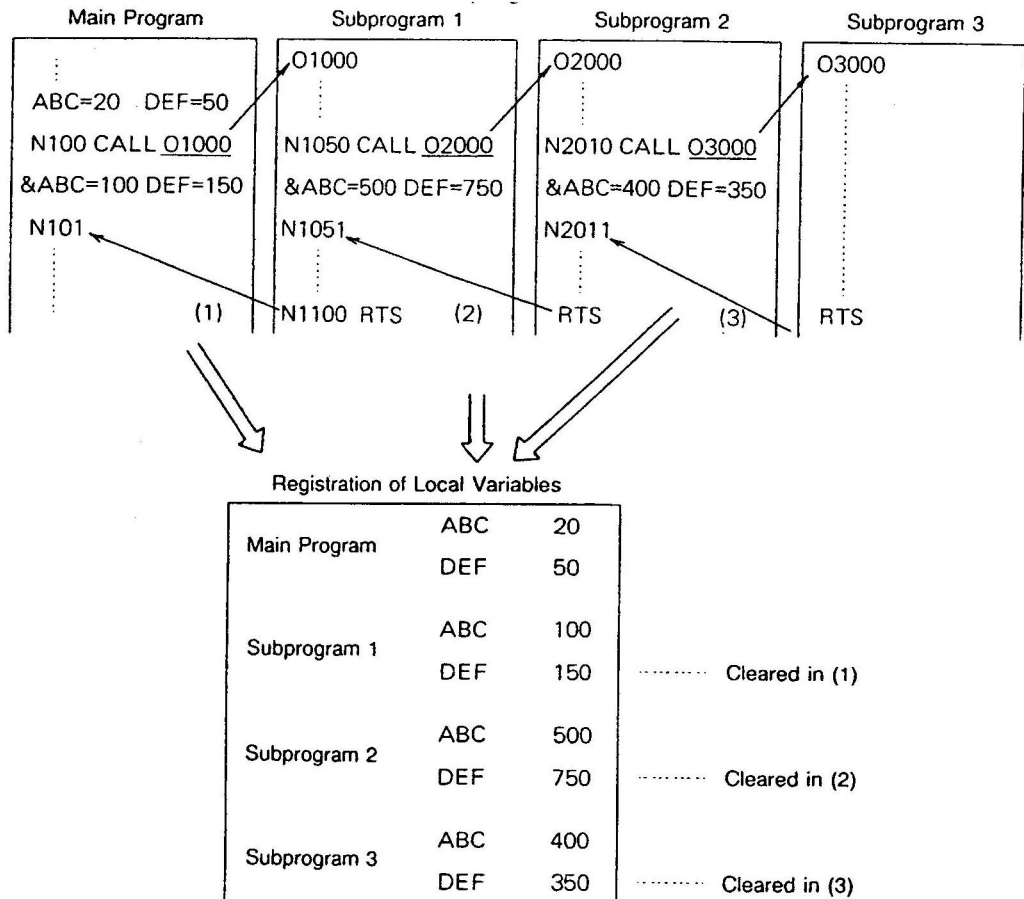 Main Program
Subprogram 1
Subprogram 2
Subprogram 3
ABC=20 DEF=50
N100 CALL O1000
&ABC=100 DEF=150
N101
(1)
O1000
N1050 CALL O2000
&ABC=500 DEF=750
N1051
N1100 RTS
(2)
O2000
N2010 CALL O3000
&ABC=400 DEF=350
N2011
RTS
(3)
O3000
RTS
Registration of Local Variables
Main Program
ABC 20
DEF 50
Subprogram 1
ABC 100
DEF 150 ........ Cleared in (1)
Subprogram 2
ABC 500
DEF 750 ........ Cleared in (2)
Subprogram 3
ABC 400
DEF 350 ........ Cleared in (3)